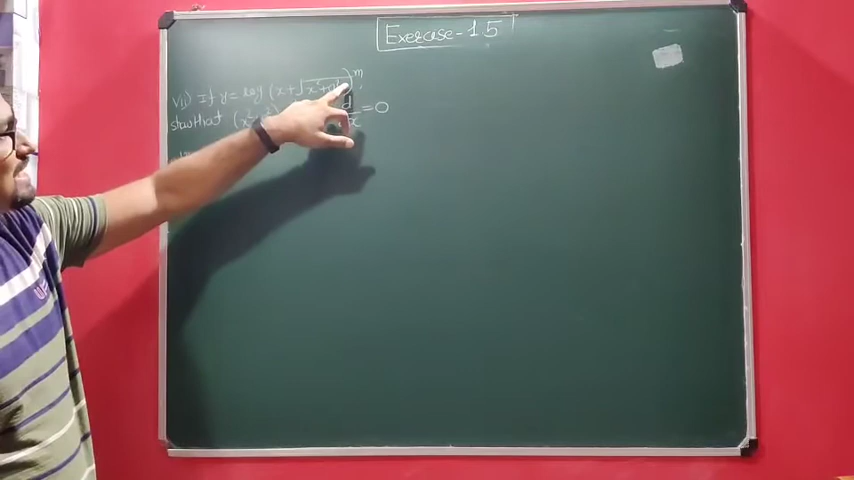 Exercise-1.5
vii) If y = log (x+√x²+a²)ᵐ,
show that (x²
x = 0